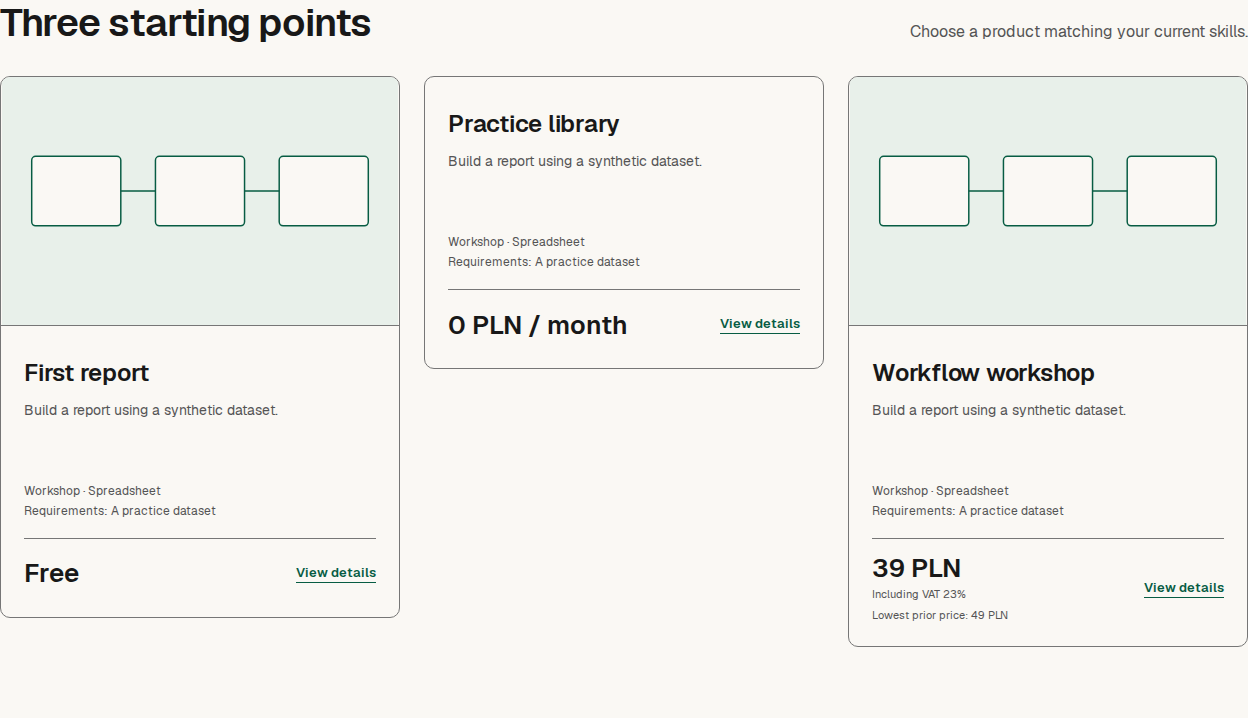 Three starting points
Choose a product matching your current skills.
First report
Build a report using a synthetic dataset.
Workshop · Spreadsheet
Requirements: A practice dataset
Free
View details
Practice library
Build a report using a synthetic dataset.
Workshop · Spreadsheet
Requirements: A practice dataset
0 PLN / month
View details
Workflow workshop
Build a report using a synthetic dataset.
Workshop · Spreadsheet
Requirements: A practice dataset
39 PLN
Including VAT 23%
Lowest prior price: 49 PLN
View details